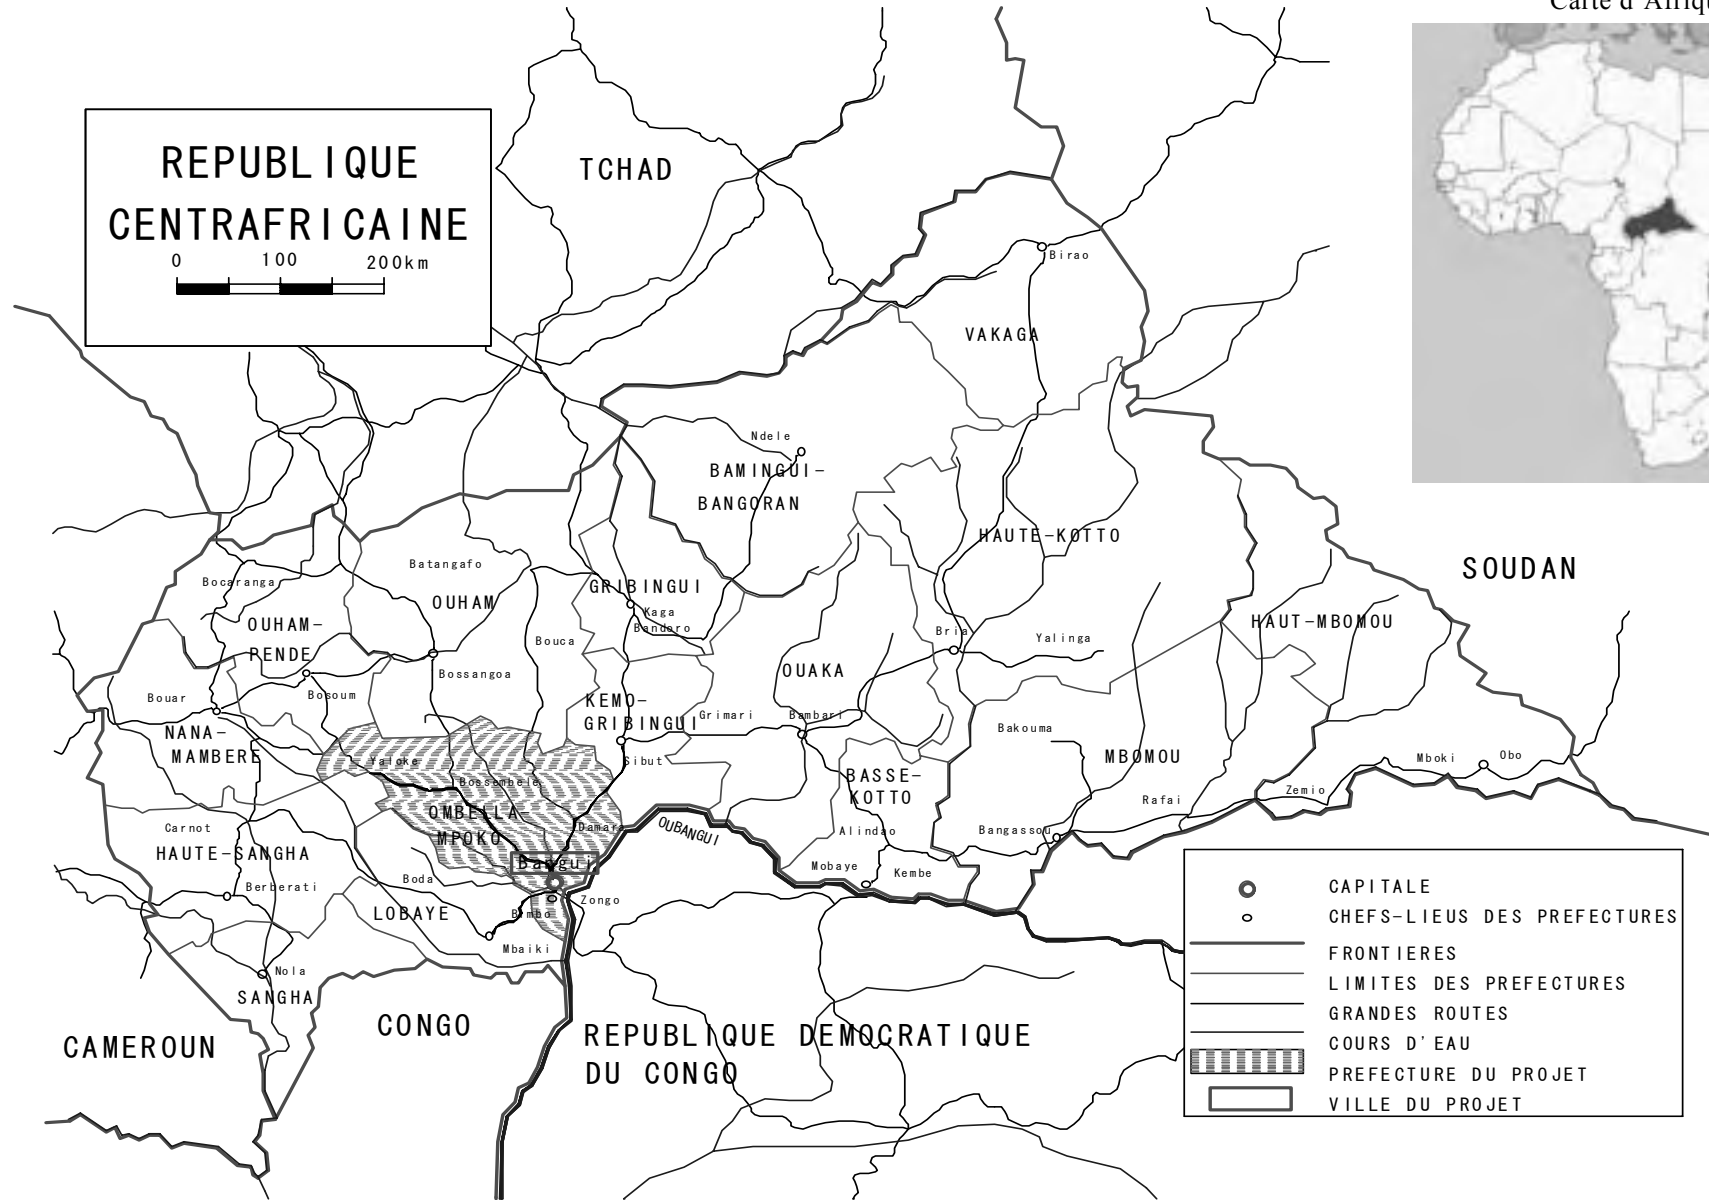 Carte d'Afriqu
REPUBLIQUE
CENTRAFRICAINE
0 100 200km
TCHAD
Birao
VAKAGA
Ndele
BAMINGUI-
BANGORAN
HAUTE-KOTTO
SOUDAN
Batangafo
Bocaranga
OUHAM
GRIBINGUI
Kaga
Bandoro
OUHAM-
PENDE
Bouca
Bria
Yalinga
HAUT-MBOMOU
OUAKA
Bossangoa
Bouar
Bosoum
KEMO-
GRIBINGUI
Grimari
Bambari
Bakouma
NANA-
MAMBERE
Yaloke
Sibut
MBOMOU
Mboki
Obo
Bossembele
BASSE-
KOTTO
Zemio
Rafai
OMBELLA-
MPOKO
Damara
OUBANGUI
Carnot
HAUTE-SANGHA
Alindao
Bangassou
Bangui
Mobaye
Kembe
Boda
Berberati
Zongo
LOBAYE
Bimbo
Mbaiki
Nola
SANGHA
CONGO
CAMEROUN
REPUBLIQUE DEMOCRATIQUE
DU CONGO
CAPITALE
CHEFS-LIEUS DES PREFECTURES
FRONTIERES
LIMITES DES PREFECTURES
GRANDES ROUTES
COURS D'EAU
PREFECTURE DU PROJET
VILLE DU PROJET